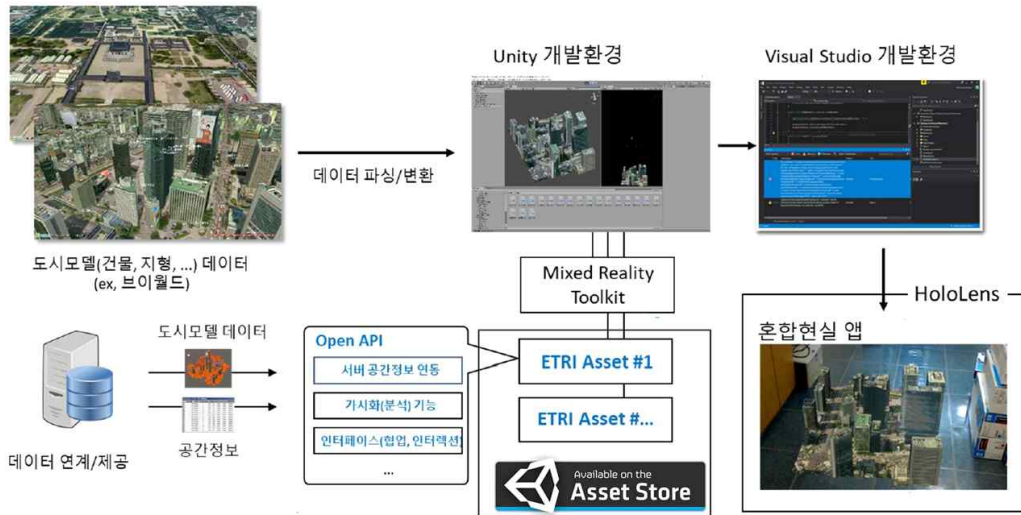 Unity 개발환경
Visual Studio 개발환경
데이터 파싱/변환
도시모델(건물, 지형, ...) 데이터
(ex, 브이월드)
Mixed Reality
Toolkit
HoloLens
혼합현실 앱
도시모델 데이터
공간정보
데이터 연계/제공
Open API
서버 공간정보 연동
가시화(분석) 기능
인터페이스(협업, 인터랙션)
...
ETRI Asset #1
ETRI Asset #...
Available on the
Asset Store